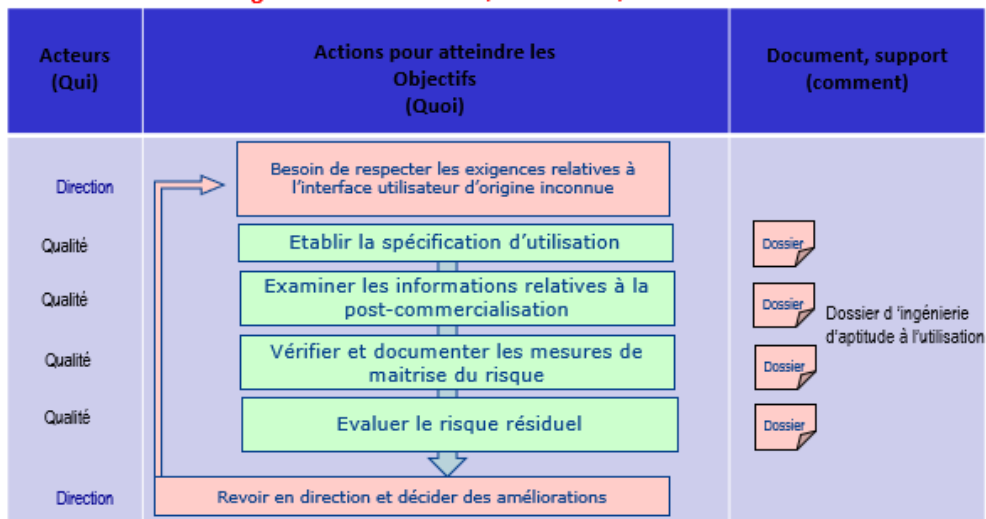 Acteurs
(Qui)
Actions pour atteindre les
Objectifs
(Quoi)
Document, support
(comment)
Direction
Besoin de respecter les exigences relatives à
l'interface utilisateur d'origine inconnue
Qualité
Etablir la spécification d'utilisation
Dossier
Qualité
Examiner les informations relatives à la
post-commercialisation
Dossier
Dossier d 'ingénierie
d'aptitude à l'utilisation
Qualité
Vérifier et documenter les mesures de
maitrise du risque
Dossier
Qualité
Evaluer le risque résiduel
Dossier
Direction
Revoir en direction et décider des améliorations